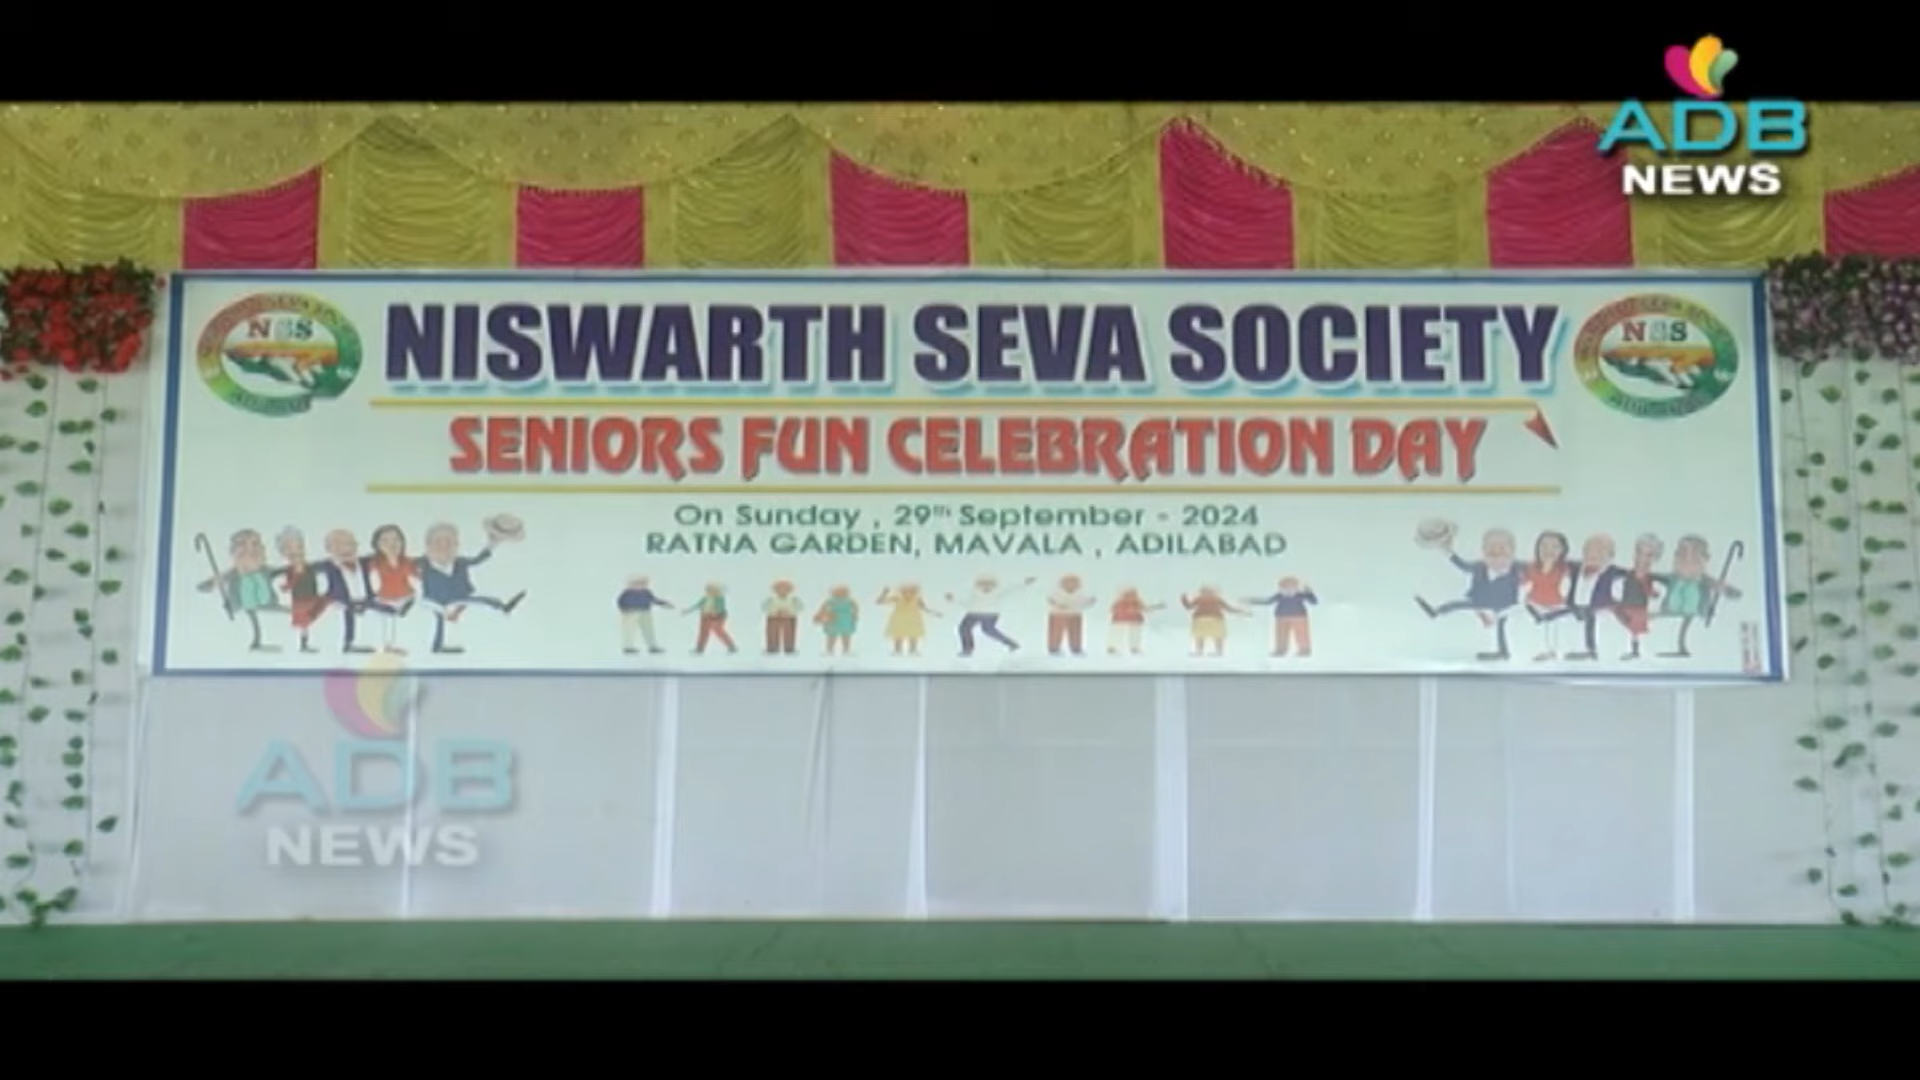 ADB
NEWS
NSS
NISWARTH SEVA SOCIETY
NSS
SENIORS FUN CELEBRATION DAY
On Sunday , 29th September - 2024
RATNA GARDEN, MAVALA , ADILABAD
ADB
NEWS